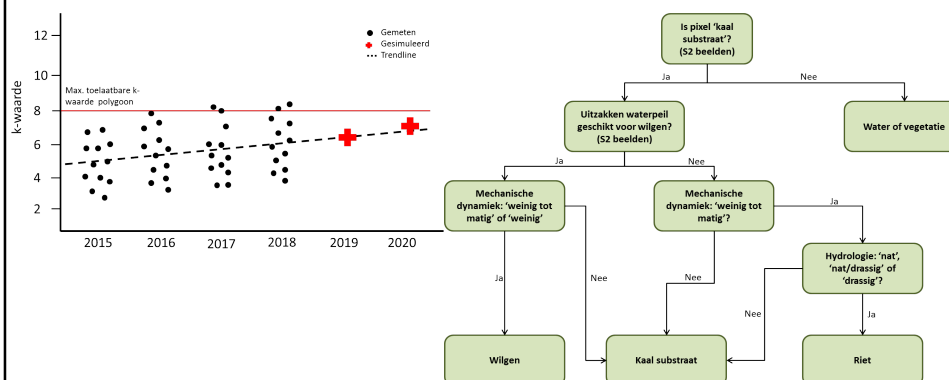 12
10
8
6
4
2
k-waarde
Max. toelaatbare k-
waarde polygoon
Gemeten
Gesimuleerd
Trendline
2015
2016
2017
2018
2019
2020
Is pixel ‘kaal
substraat’?
(S2 beelden)
Ja
Nee
Uitzakken waterpeil
geschikt voor wilgen?
(S2 beelden)
Water of vegetatie
Ja
Nee
Mechanische
dynamiek: ‘weinig tot
matig’ of ‘weinig’
Mechanische
dynamiek: ‘weinig tot
matig’?
Ja
Hydrologie: ‘nat’,
‘nat/drassig’ of
‘drassig’?
Ja
Nee
Nee
Nee
Ja
Wilgen
Kaal substraat
Riet